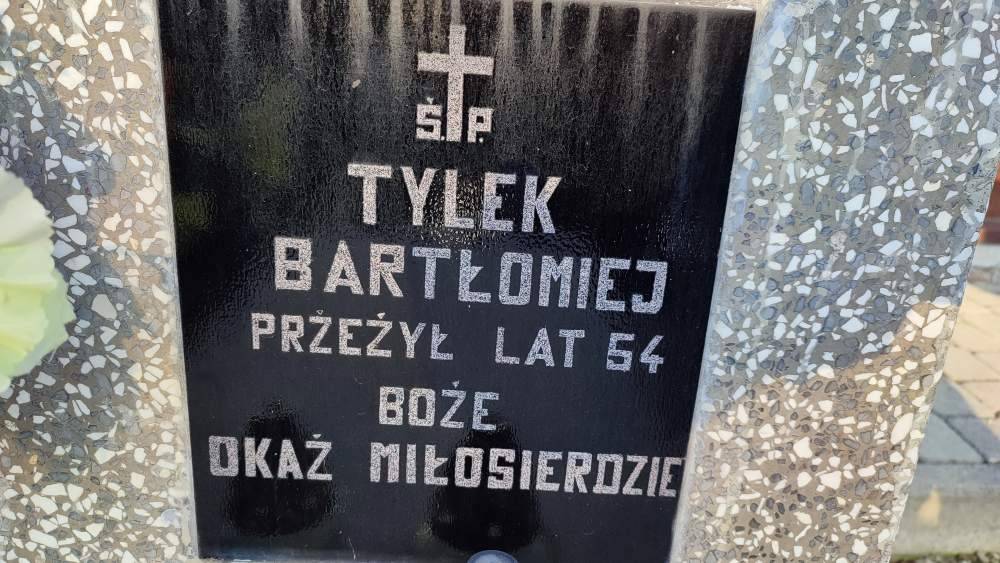 Ś.P.
TYLEK
BARTŁOMIEJ
PRŻEŻYŁ LAT 54
BOŻE
OKAŻ MIŁOSIERDZIE